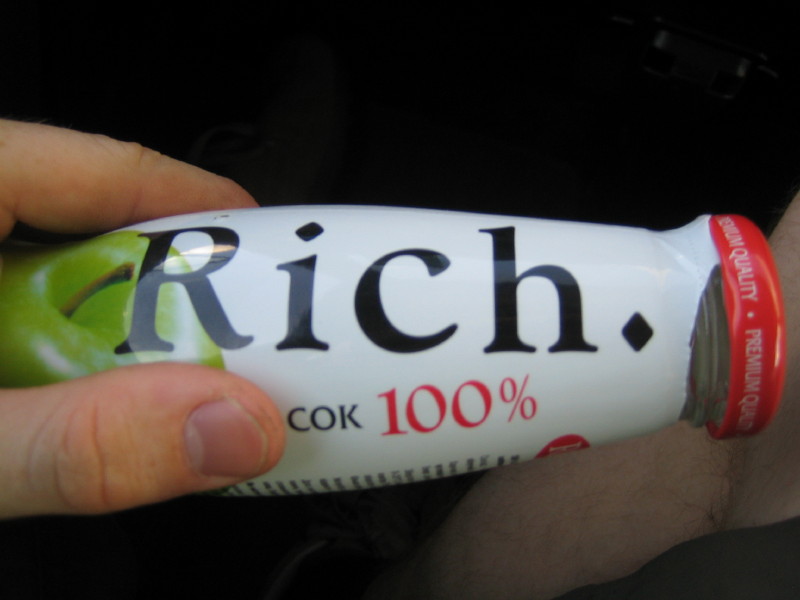 Rich.
сок 100%
PREMIUM QUALITY • PREMIUM QUALITY